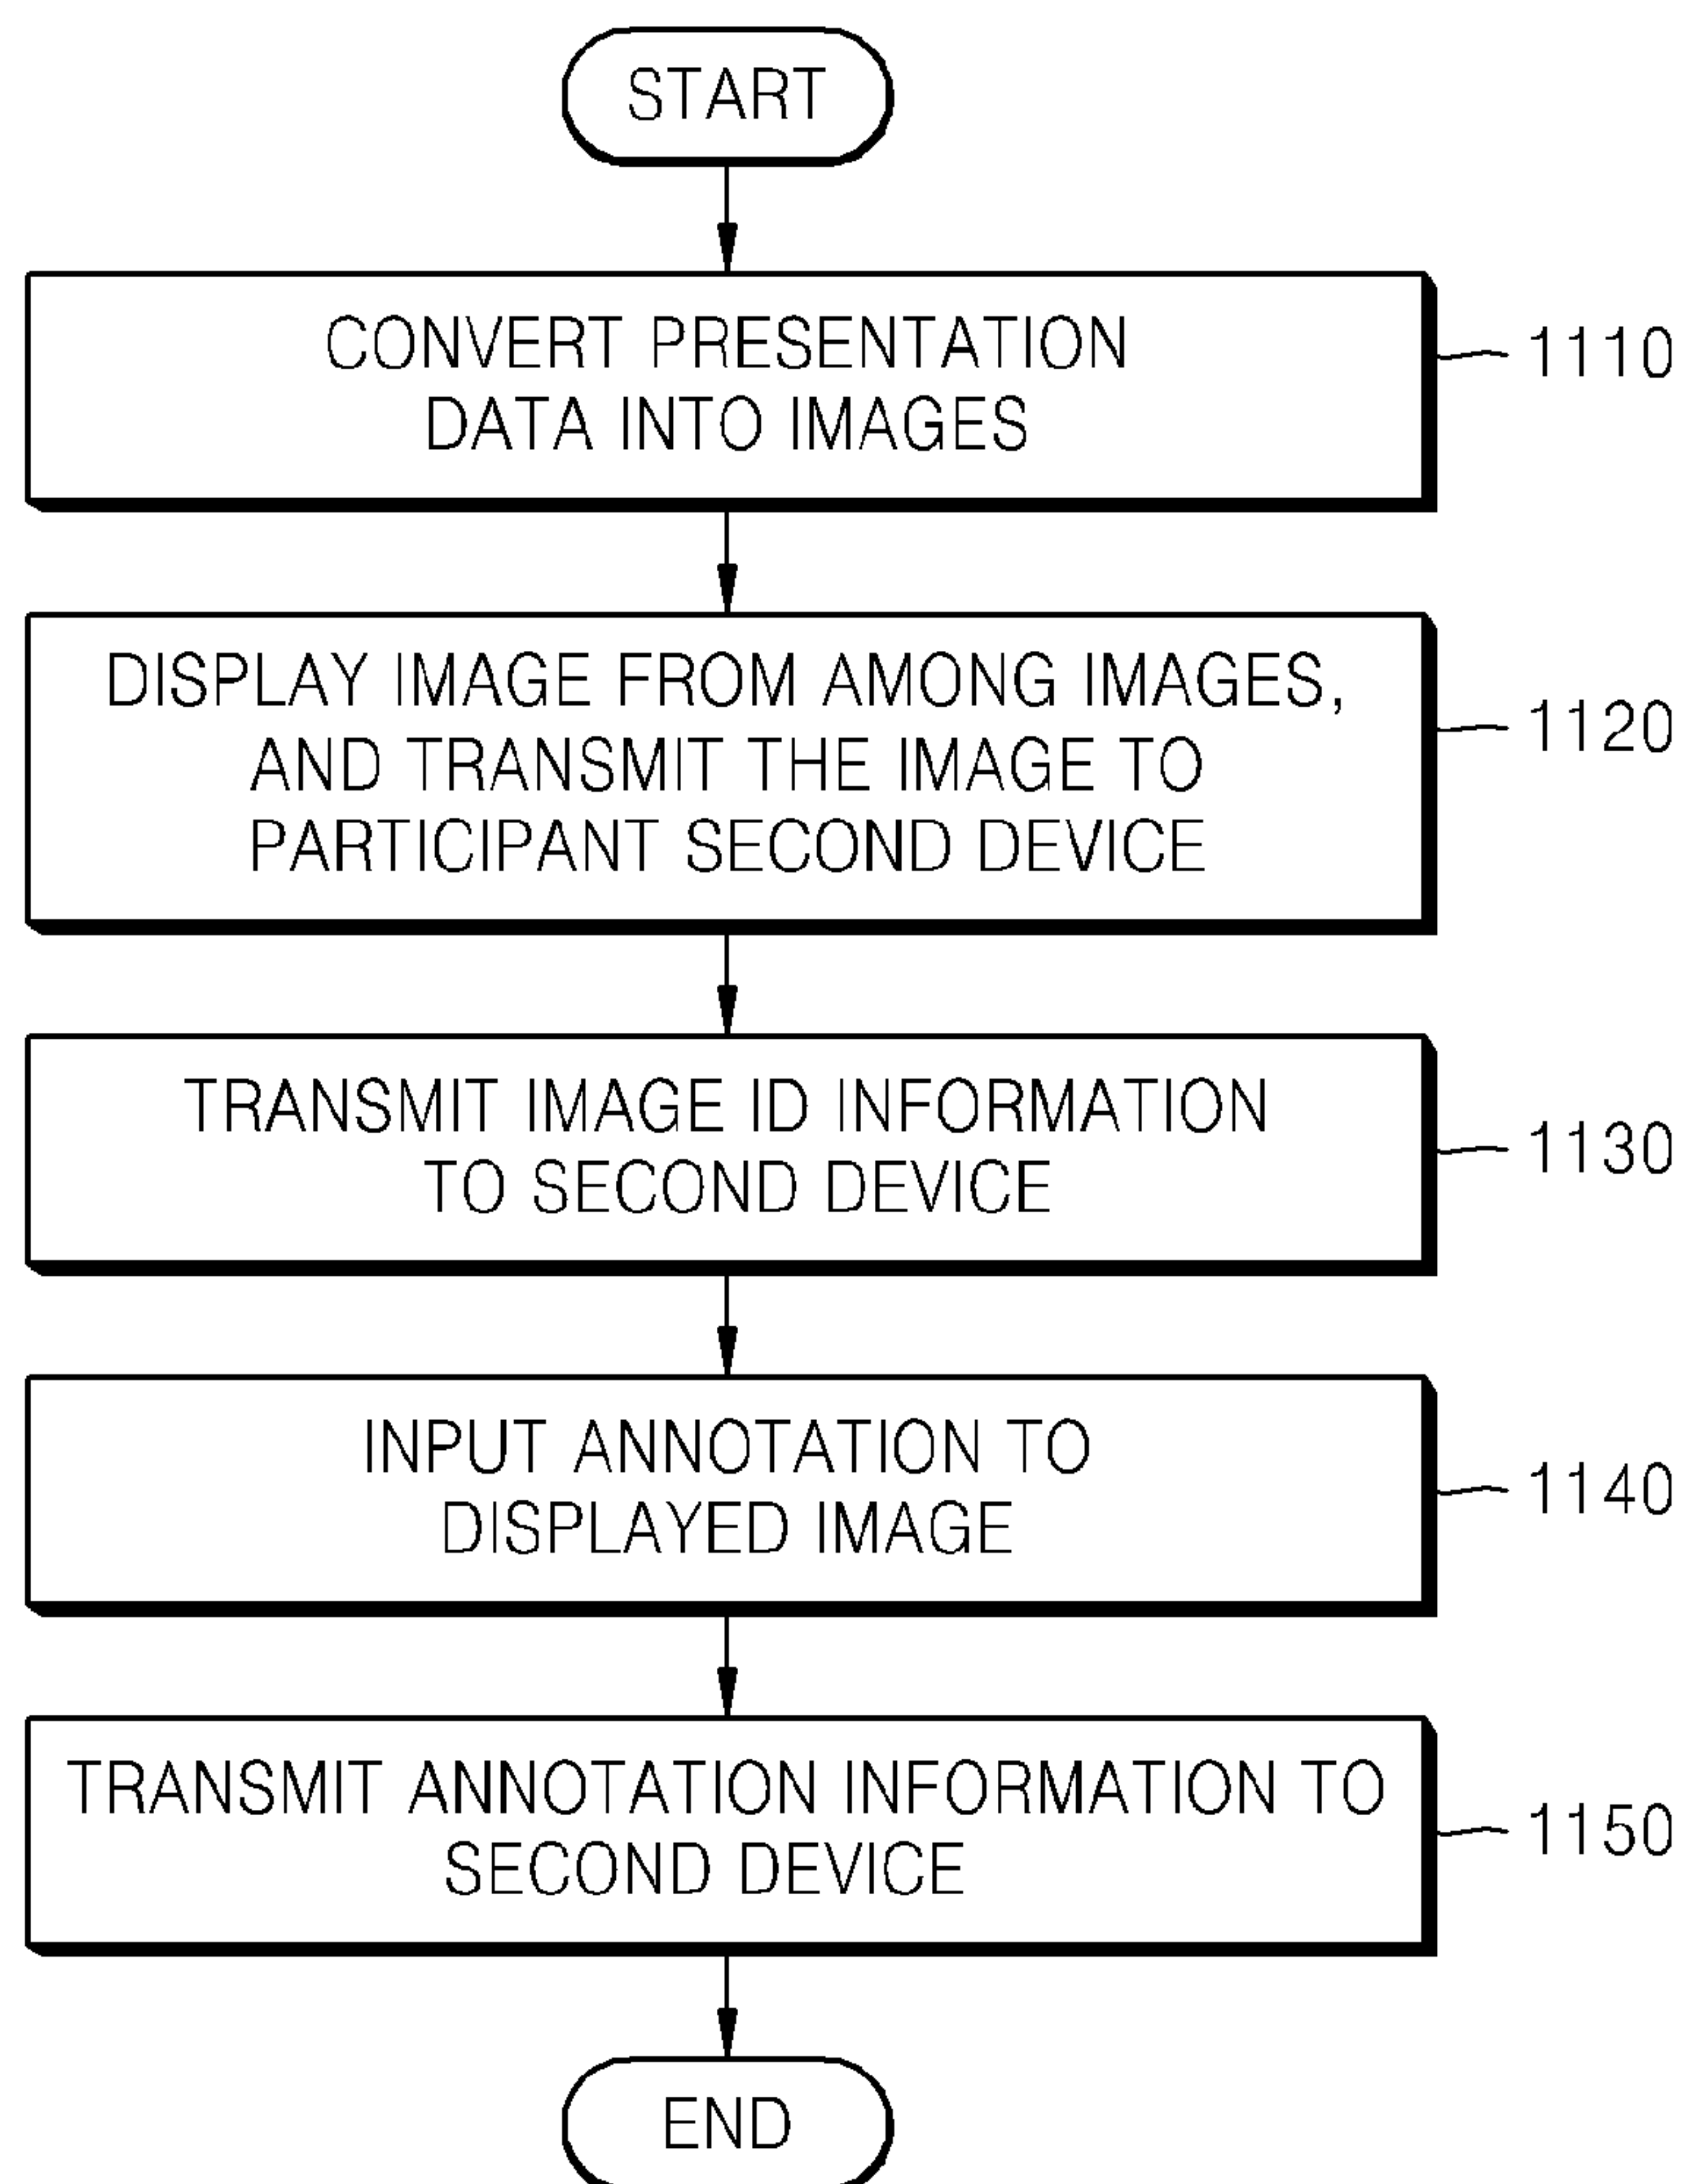 START
CONVERT PRESENTATION
DATA INTO IMAGES
1110
DISPLAY IMAGE FROM AMONG IMAGES,
AND TRANSMIT THE IMAGE TO
PARTICIPANT SECOND DEVICE
1120
TRANSMIT IMAGE ID INFORMATION
TO SECOND DEVICE
1130
INPUT ANNOTATION TO
DISPLAYED IMAGE
1140
TRANSMIT ANNOTATION INFORMATION TO
SECOND DEVICE
1150
END